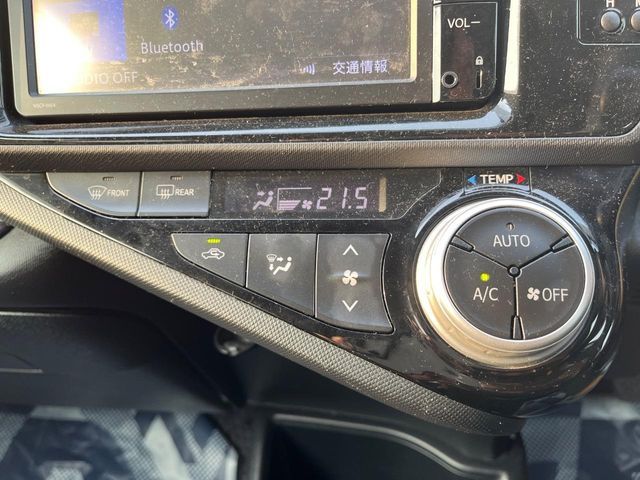 VOL−
H
Bluetooth
交通情報
DIO OFF
TEMP
FRONT
REAR
21.5
AUTO
A/C
OFF